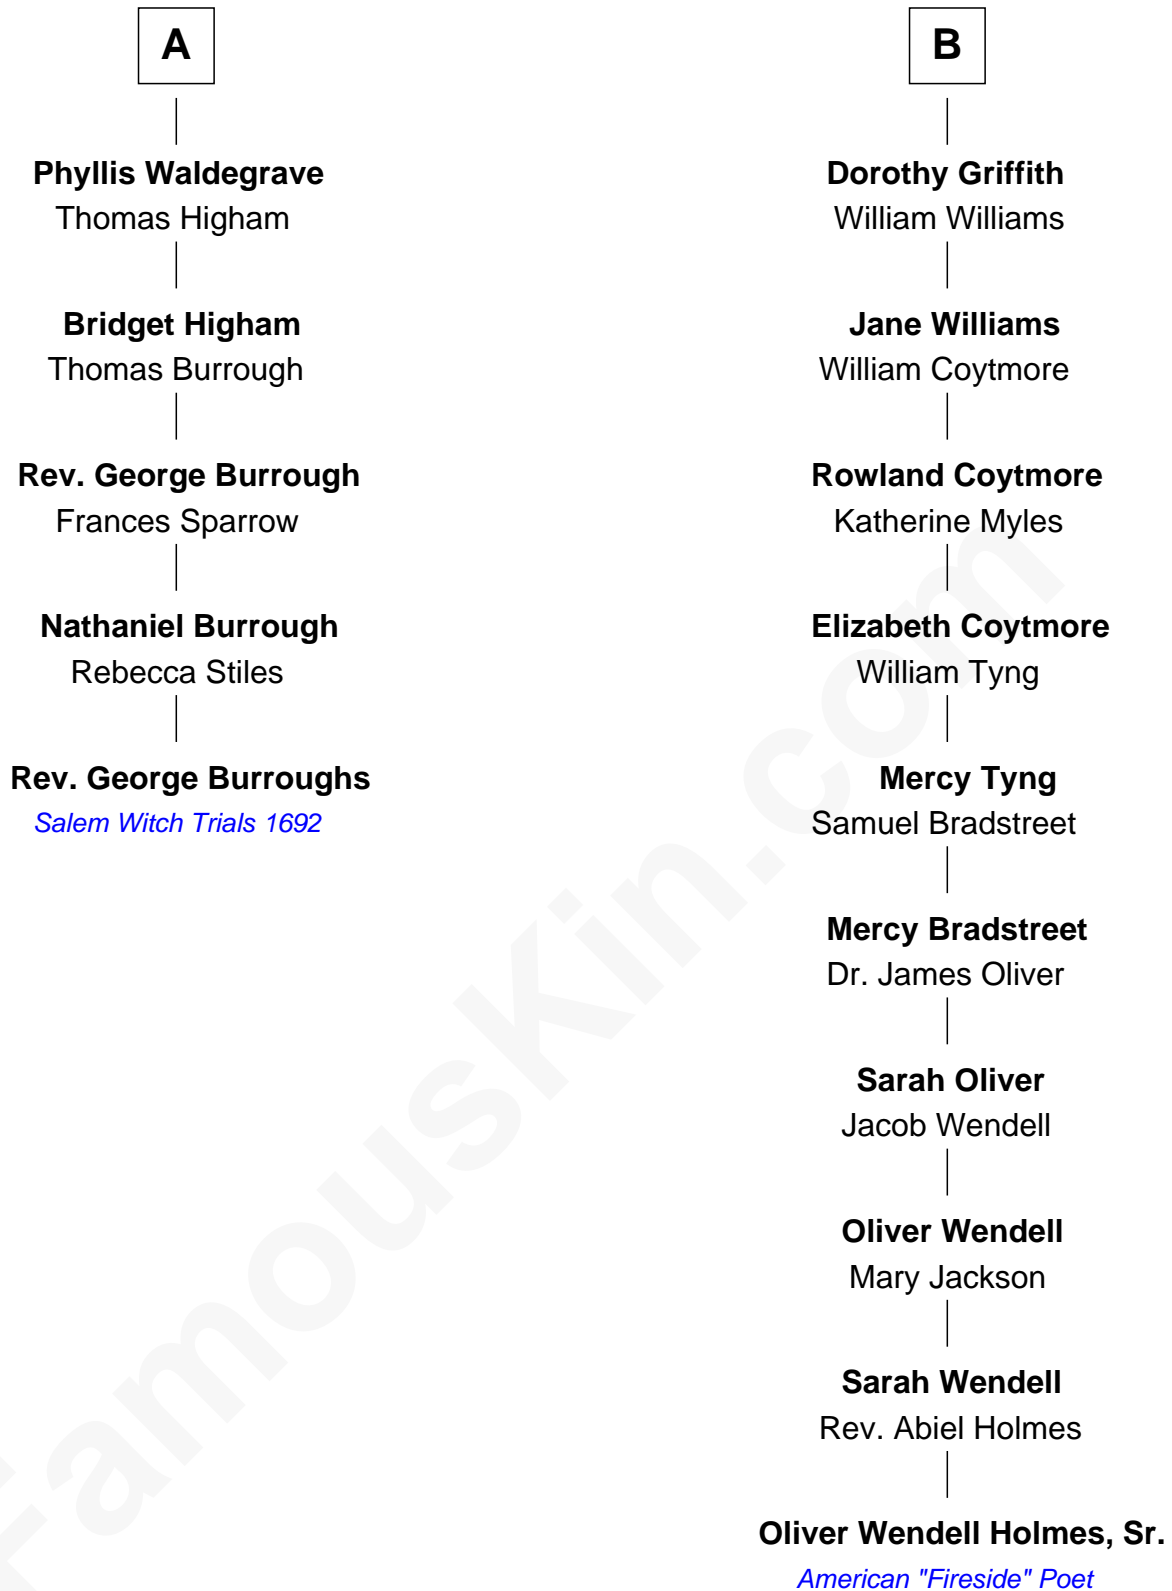 A
Phyllis Waldegrave
Thomas Higham
Bridget Higham
Thomas Burrough
Rev. George Burrough
Frances Sparrow
Nathaniel Burrough
Rebecca Stiles
Rev. George Burroughs
Salem Witch Trials 1692
B
Dorothy Griffith
William Williams
Jane Williams
William Coytmore
Rowland Coytmore
Katherine Myles
Elizabeth Coytmore
William Tyng
Mercy Tyng
Samuel Bradstreet
Mercy Bradstreet
Dr. James Oliver
Sarah Oliver
Jacob Wendell
Oliver Wendell
Mary Jackson
Sarah Wendell
Rev. Abiel Holmes
Oliver Wendell Holmes, Sr.
American "Fireside" Poet
FamousKin.com